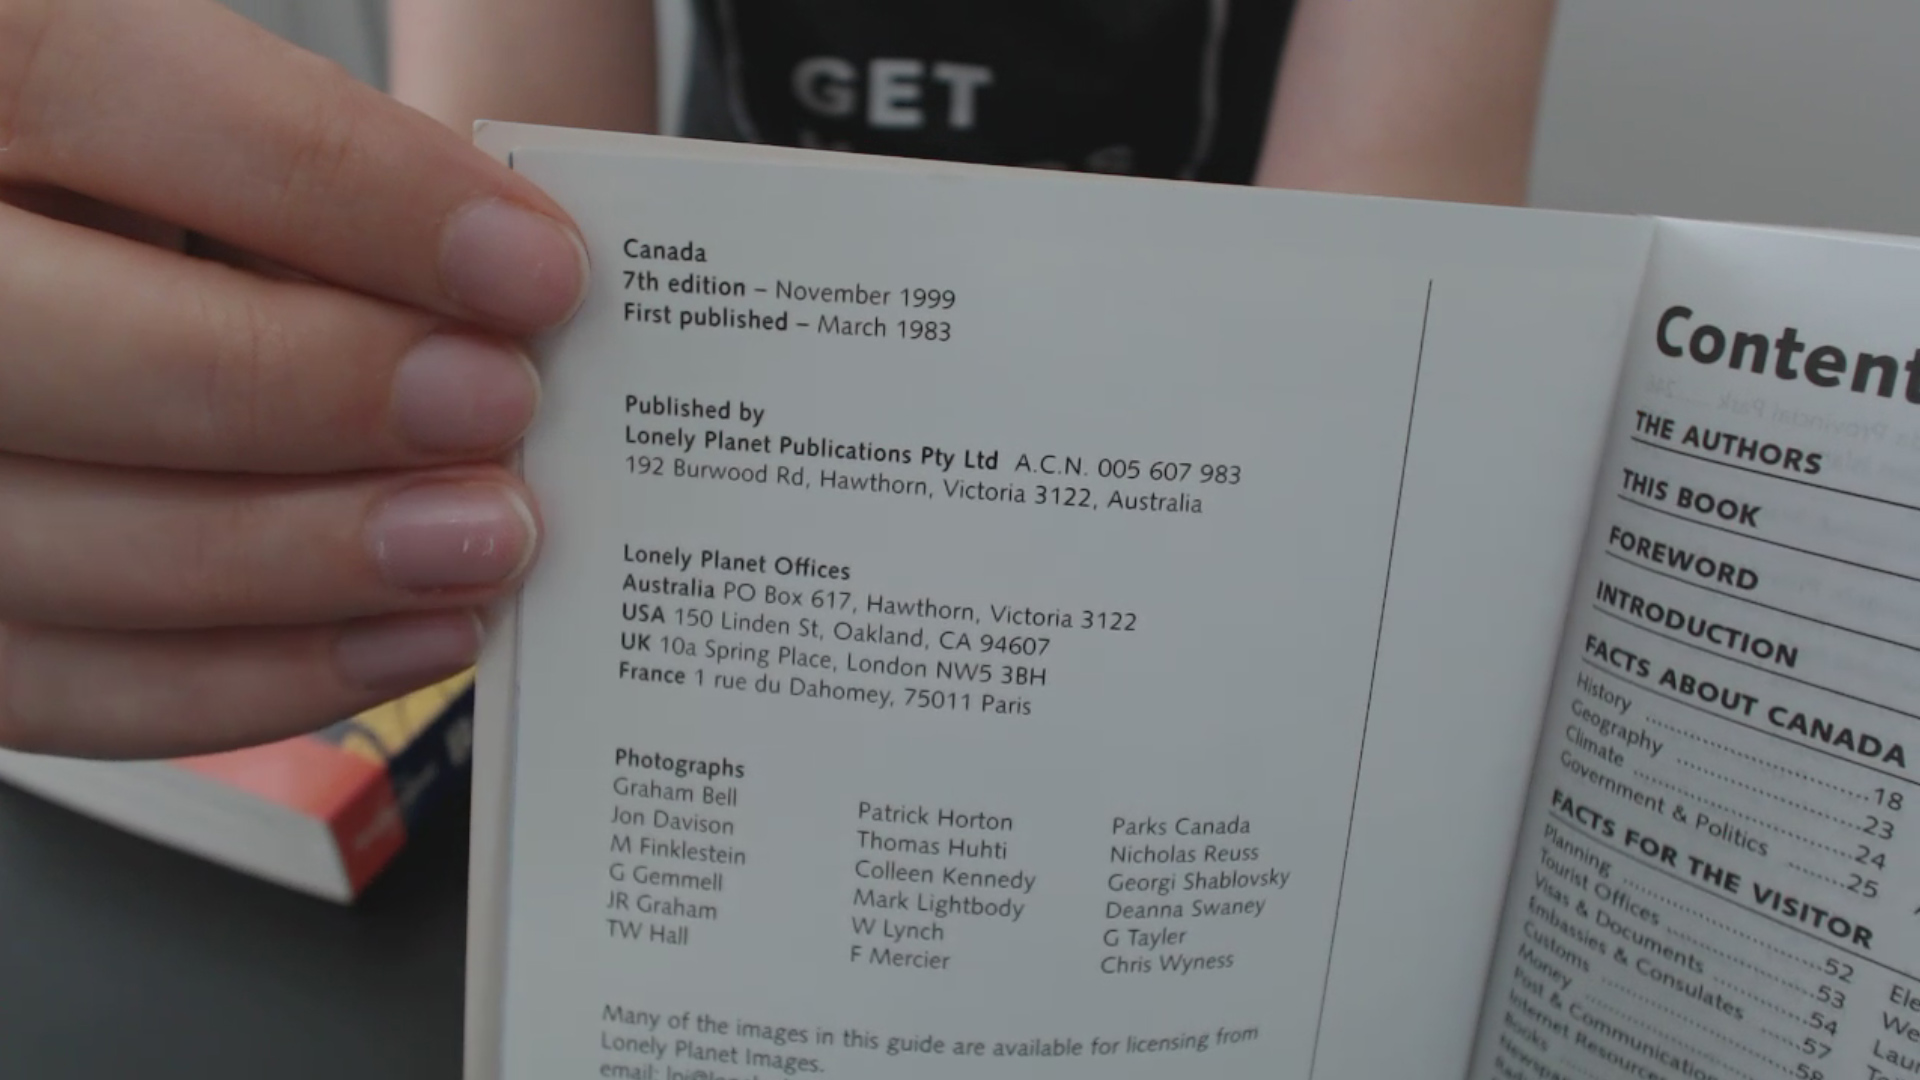 GET
Canada
7th edition – November 1999
First published – March 1983
Published by
Lonely Planet Publications Pty Ltd A.C.N. 005 607 983
192 Burwood Rd, Hawthorn, Victoria 3122, Australia
Lonely Planet Offices
Australia PO Box 617, Hawthorn, Victoria 3122
USA 150 Linden St, Oakland, CA 94607
UK 10a Spring Place, London NW5 3BH
France 1 rue du Dahomey, 75011 Paris
Photographs
Graham Bell
Jon Davison
M Finklestein
G Gemmell
JR Graham
TW Hall
Patrick Horton
Thomas Huhti
Colleen Kennedy
Mark Lightbody
W Lynch
F Mercier
Parks Canada
Nicholas Reuss
Georgi Shablovsky
Deanna Swaney
G Tayler
Chris Wyness
Many of the images in this guide are available for licensing from
Lonely Planet Images.
email:
Content
THE AUTHORS
THIS BOOK
FOREWORD
INTRODUCTION
FACTS ABOUT CANADA
History ..........18
Geography ..........23
Climate ..........24
Government & Politics ..........25
FACTS FOR THE VISITOR
Planning ..........52
Tourist Offices ..........53
Visas & Documents ..........54
Embassies & Consulates ..........57
Customs ..........58
Money
Post & Communication
Internet Resource
Books